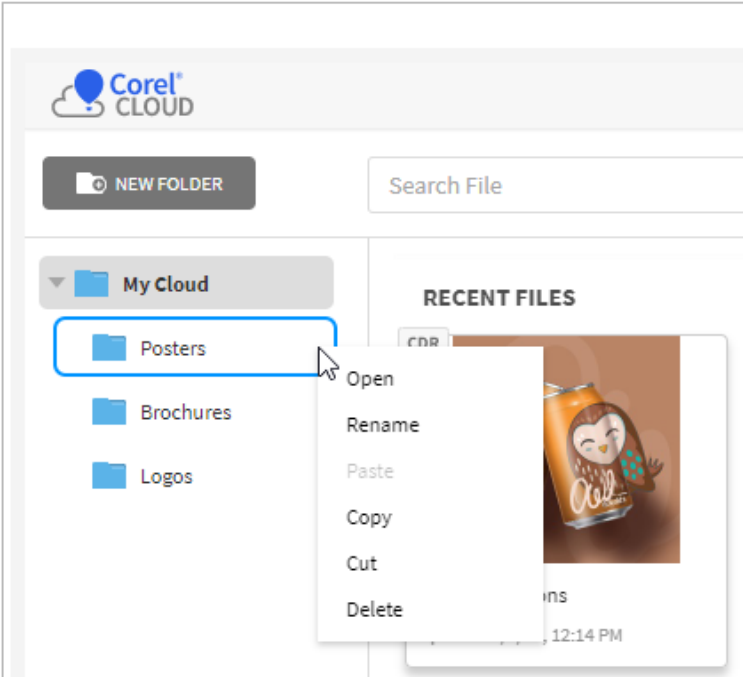 Corel®
CLOUD
NEW FOLDER
Search File
My Cloud
Posters
Brochures
Logos
RECENT FILES
CDR
Open
Rename
Paste
Copy
Cut
Delete
12:14 PM